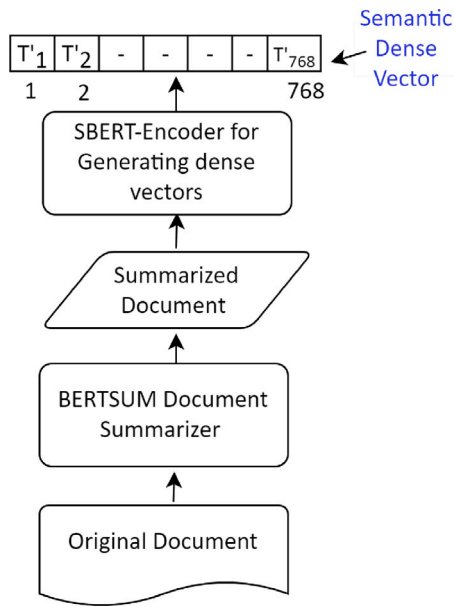 Semantic
Dense
Vector
T'1 T'2 - - - - T'768
1 2 768
SBERT-Encoder for
Generating dense
vectors
Summarized
Document
BERTSUM Document
Summarizer
Original Document